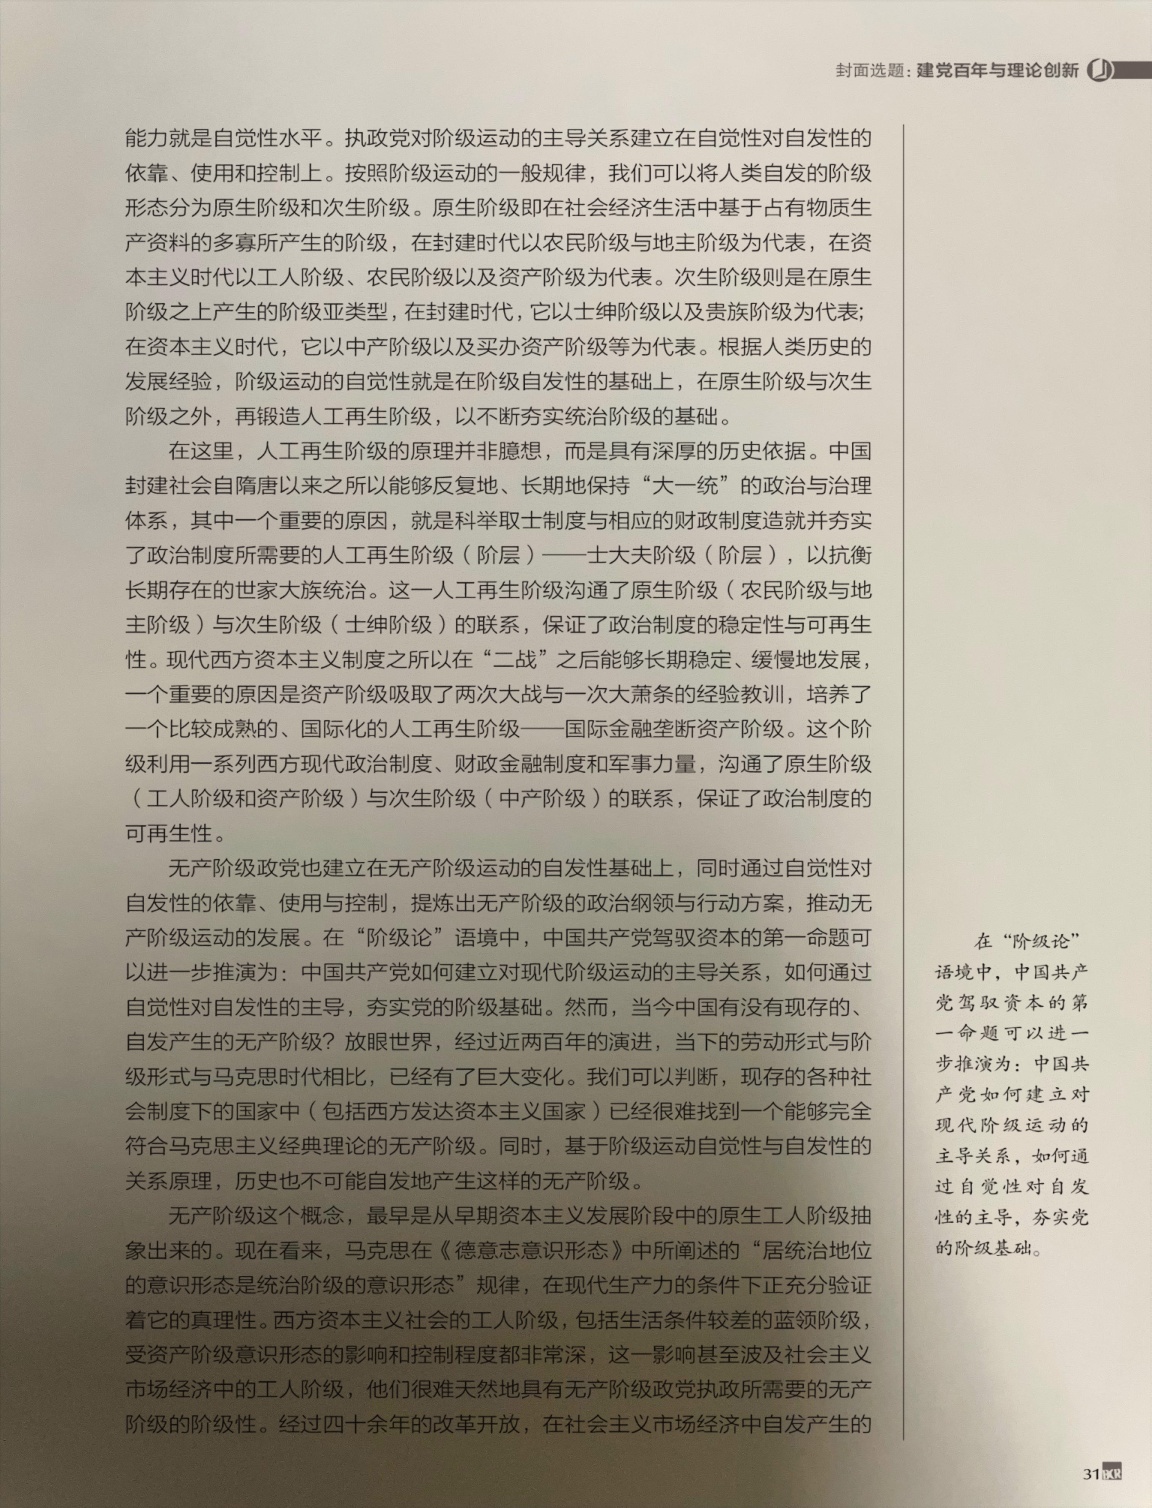 封面选题：建党百年与理论创新
能力就是自觉性水平。执政党对阶级运动的主导关系建立在自觉性对自发性的
依靠、使用和控制上。按照阶级运动的一般规律，我们可以将人类自发的阶级
形态分为原生阶级和次生阶级。原生阶级即在社会经济生活中基于占有物质生
产资料的多寡所产生的阶级，在封建时代以农民阶级与地主阶级为代表，在资
本主义时代以工人阶级、农民阶级以及资产阶级为代表。次生阶级则是在原生
阶级之上产生的阶级亚类型，在封建时代，它以士绅阶级以及贵族阶级为代表；
在资本主义时代，它以中产阶级以及买办资产阶级等为代表。根据人类历史的
发展经验，阶级运动的自觉性就是在阶级自发性的基础上，在原生阶级与次生
阶级之外，再锻造人工再生阶级，以不断夯实统治阶级的基础。
在这里，人工再生阶级的原理并非臆想，而是具有深厚的历史依据。中国
封建社会自隋唐以来之所以能够反复地、长期地保持“大一统”的政治与治理
体系，其中一个重要的原因，就是科举取士制度与相应的财政制度造就并夯实
了政治制度所需要的人工再生阶级（阶层）——士大夫阶级（阶层），以抗衡
长期存在的世家大族统治。这一人工再生阶级沟通了原生阶级（农民阶级与地
主阶级）与次生阶级（士绅阶级）的联系，保证了政治制度的稳定性与可再生
性。现代西方资本主义制度之所以在“二战”之后能够长期稳定、缓慢地发展，
一个重要的原因是资产阶级吸取了两次大战与一次大萧条的经验教训，培养了
一个比较成熟的、国际化的人工再生阶级——国际金融垄断资产阶级。这个阶
级利用一系列西方现代政治制度、财政金融制度和军事力量，沟通了原生阶级
（工人阶级和资产阶级）与次生阶级（中产阶级）的联系，保证了政治制度的
可再生性。
无产阶级政党也建立在无产阶级运动的自发性基础上，同时通过自觉性对
自发性的依靠、使用与控制，提炼出无产阶级的政治纲领与行动方案，推动无
产阶级运动的发展。在“阶级论”语境中，中国共产党驾驭资本的第一命题可
以进一步推演为：中国共产党如何建立对现代阶级运动的主导关系，如何通过
自觉性对自发性的主导，夯实党的阶级基础。然而，当今中国有没有现存的、
自发产生的无产阶级？放眼世界，经过近两百年的演进，当下的劳动形式与阶
级形式与马克思时代相比，已经有了巨大变化。我们可以判断，现存的各种社
会制度下的国家中（包括西方发达资本主义国家）已经很难找到一个能够完全
符合马克思主义经典理论的无产阶级。同时，基于阶级运动自觉性与自发性的
关系原理，历史也不可能自发地产生这样的无产阶级。
无产阶级这个概念，最早是从早期资本主义发展阶段中的原生工人阶级抽
象出来的。现在看来，马克思在《德意志意识形态》中所阐述的“居统治地位
的意识形态是统治阶级的意识形态”规律，在现代生产力的条件下正充分验证
着它的真理性。西方资本主义社会的工人阶级，包括生活条件较差的蓝领阶级，
受资产阶级意识形态的影响和控制程度都非常深，这一影响甚至波及社会主义
市场经济中的工人阶级，他们很难天然地具有无产阶级政党执政所需要的无产
阶级的阶级性。经过四十余年的改革开放，在社会主义市场经济中自发产生的
在“阶级论”
语境中，中国共产
党驾驭资本的第
一命题可以进一
步推演为：中国共
产党如何建立对
现代阶级运动的
主导关系，如何通
过自觉性对自发
性的主导，夯实党
的阶级基础。
31 BCR